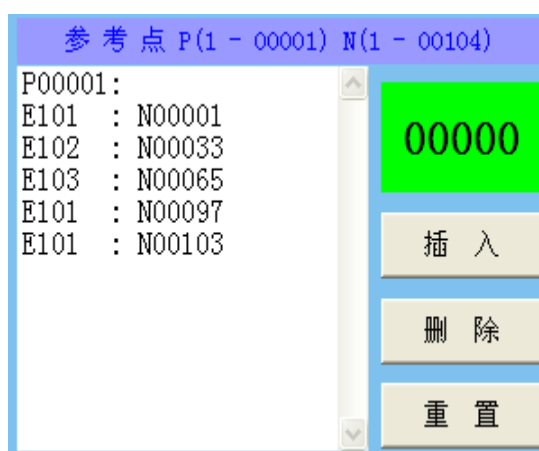 参 考 点 P(1 - 00001) N(1 - 00104)
P00001:
E101 : N00001
E102 : N00033
E103 : N00065
E101 : N00097
E101 : N00103
00000
插 入
删 除
重 置